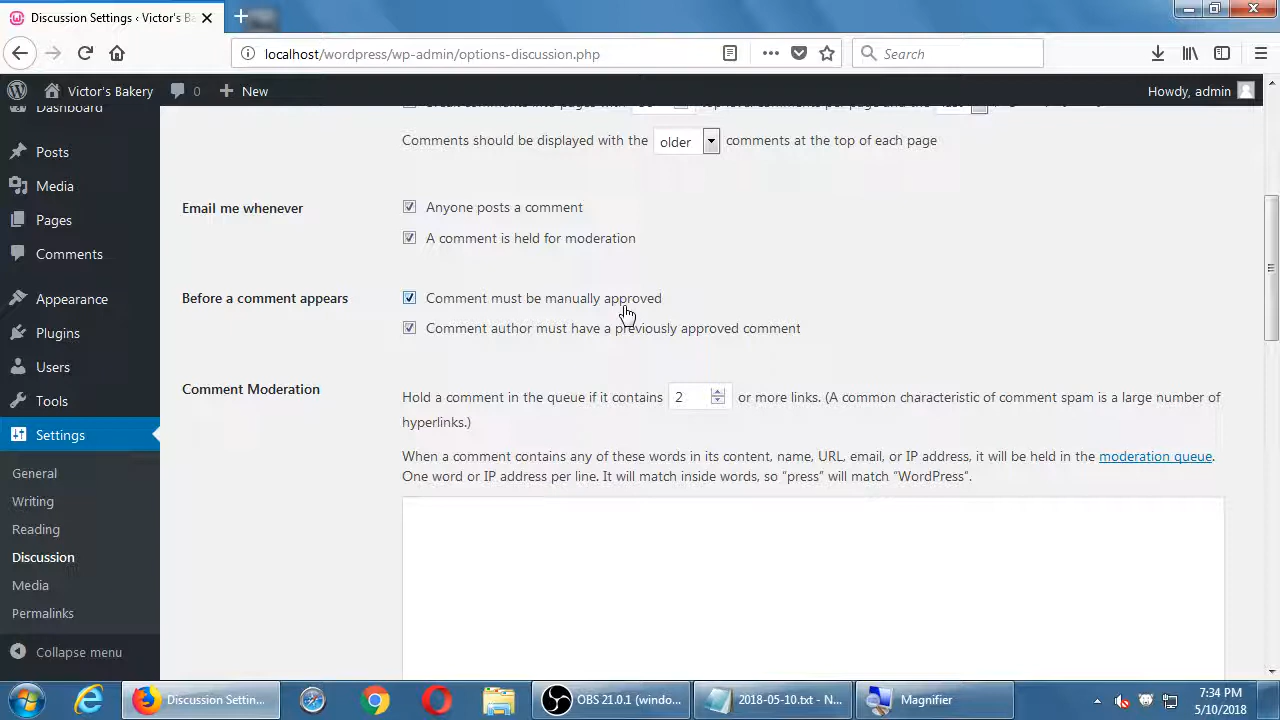 Discussion Settings ‹ Victor's Ba
localhost/wordpress/wp-admin/options-discussion.php
Search
Victor's Bakery
0
New
Howdy, admin
Dashboard
Posts
Media
Pages
Comments
Appearance
Plugins
Users
Tools
Settings
General
Writing
Reading
Discussion
Media
Permalinks
Collapse menu
Comments should be displayed with the older comments at the top of each page
Email me whenever
Anyone posts a comment
A comment is held for moderation
Before a comment appears
Comment must be manually approved
Comment author must have a previously approved comment
Comment Moderation
Hold a comment in the queue if it contains 2 or more links. (A common characteristic of comment spam is a large number of
hyperlinks.)
When a comment contains any of these words in its content, name, URL, email, or IP address, it will be held in the moderation queue.
One word or IP address per line. It will match inside words, so “press” will match “WordPress”.
Discussion Settin...
OBS 21.0.1 (windo...
2018-05-10.txt - N...
Magnifier
7:34 PM
5/10/2018